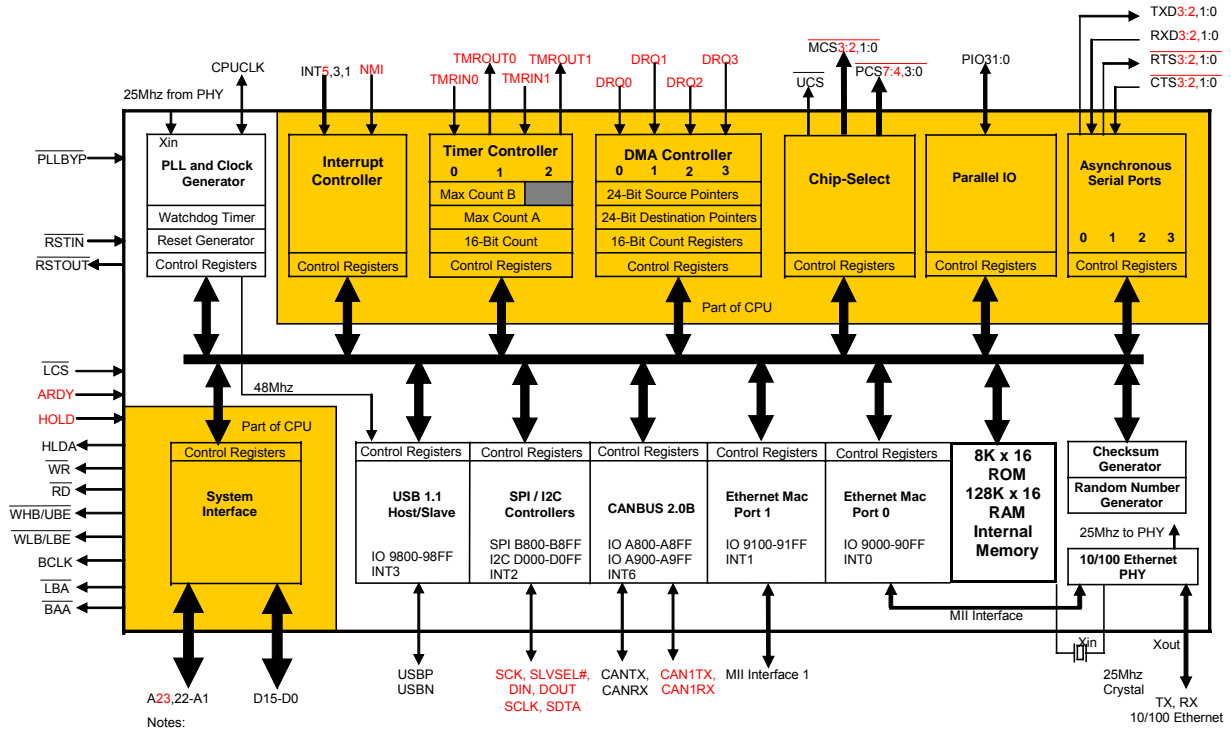 TXD3:2,1:0
RXD3:2,1:0
RTS3:2,1:0
CTS3:2,1:0
MCS3:2,1:0
PCS7:4,3:0
UCS
PIO31:0
DRQ0
DRQ1
DRQ2
DRQ3
TMRIN0
TMROUT0
TMRIN1
TMROUT1
INT5,3,1
NMI
CPUCLK
25Mhz from PHY
PLLBYP
RSTIN
RSTOUT
Xin
PLL and Clock
Generator
Watchdog Timer
Reset Generator
Control Registers
Interrupt
Controller
Control Registers
Timer Controller
0 1 2
Max Count B
Max Count A
16-Bit Count
Control Registers
DMA Controller
0 1 2 3
24-Bit Source Pointers
24-Bit Destination Pointers
16-Bit Count Registers
Control Registers
Chip-Select
Control Registers
Parallel IO
Control Registers
Asynchronous
Serial Ports
0 1 2 3
Control Registers
Part of CPU
48Mhz
LCS
ARDY
HOLD
HLDA
WR
RD
WHB/UBE
WLB/LBE
BCLK
LBA
BAA
Part of CPU
Control Registers
System
Interface
A23,22-A1
D15-D0
Control Registers
USB 1.1
Host/Slave
IO 9800-98FF
INT3
USBP
USBN
Control Registers
SPI / I2C
Controllers
SPI B800-B8FF
I2C D000-D0FF
INT2
SCK, SLVSEL#,
DIN, DOUT
SCLK, SDTA
Control Registers
CANBUS 2.0B
IO A800-A8FF
IO A900-A9FF
INT6
CANTX,
CANRX
CAN1TX,
CAN1RX
Control Registers
Ethernet Mac
Port 1
IO 9100-91FF
INT1
MII Interface 1
Control Registers
Ethernet Mac
Port 0
IO 9000-90FF
INT0
MII Interface
8K x 16
ROM
128K x 16
RAM
Internal
Memory
Checksum
Generator
Random Number
Generator
25Mhz to PHY
10/100 Ethernet
PHY
Xin
Xout
25Mhz
Crystal
TX, RX
10/100 Ethernet
Notes: